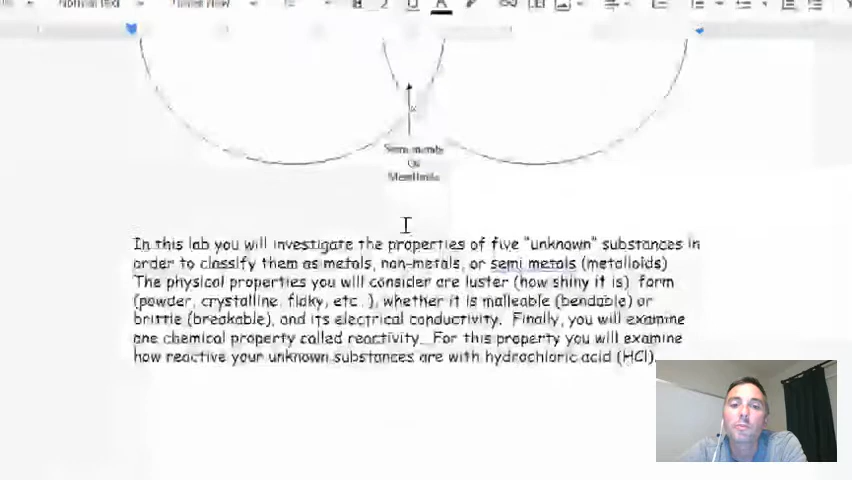 Semi metals
Or
Metalloids
In this lab you will investigate the properties of five "unknown" substances in
order to classify them as metals, non-metals, or semi metals (metalloids)
The physical properties you will consider are luster (how shiny it is) form
(powder, crystalline, flaky, etc.), whether it is malleable (bendable) or
brittle (breakable), and its electrical conductivity. Finally, you will examine
one chemical property called reactivity. For this property you will examine
how reactive your unknown substances are with hydrochloric acid (HCl).